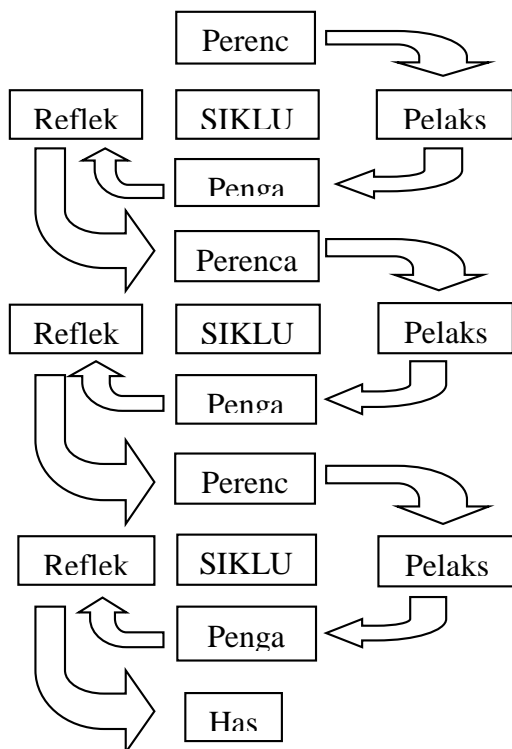 Perenc
Reflek SIKLU Pelaks
Penga
Perenca
Reflek SIKLU Pelaks
Penga
Perenc
Reflek SIKLU Pelaks
Penga
Has